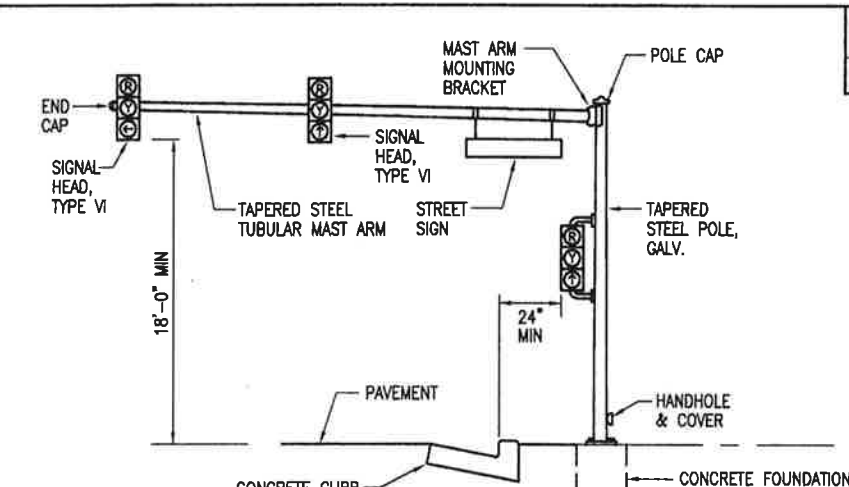 MAST ARM
MOUNTING
BRACKET
POLE CAP
END
CAP
R
Y
R
Y
SIGNAL
HEAD,
TYPE VI
SIGNAL
HEAD,
TYPE VI
TAPERED STEEL
TUBULAR MAST ARM
STREET
SIGN
TAPERED
STEEL POLE,
GALV.
R
Y
18'-0" MIN
24"
MIN
PAVEMENT
HANDHOLE
& COVER
CONCRETE CURB
CONCRETE FOUNDATION